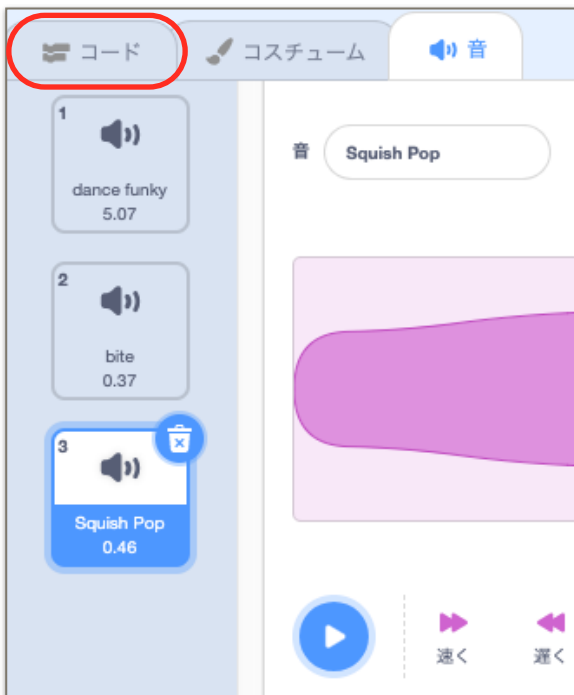 コード
コスチューム
音
1
dance funky
5.07
2
bite
0.37
3
Squish Pop
0.46
音
Squish Pop
速く
遅く